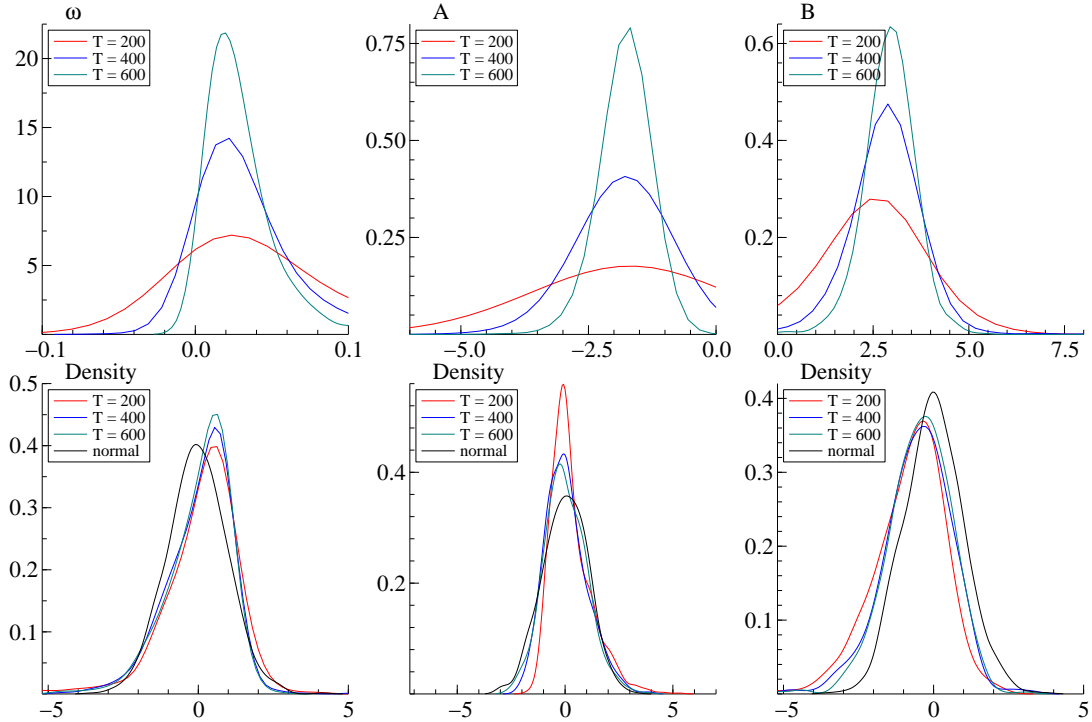 ω
T = 200
T = 400
T = 600
20
15
10
5
−0.1 0.0 0.1
A
T = 200
T = 400
T = 600
0.75
0.50
0.25
−5.0 −2.5 0.0
B
T = 200
T = 400
T = 600
0.6
0.4
0.2
0.0 2.5 5.0 7.5
Density
T = 200
T = 400
T = 600
normal
0.5
0.4
0.3
0.2
0.1
−5 0 5
Density
T = 200
T = 400
T = 600
normal
0.4
0.2
−5 0 5
Density
T = 200
T = 400
T = 600
normal
0.4
0.3
0.2
0.1
−5 0 5